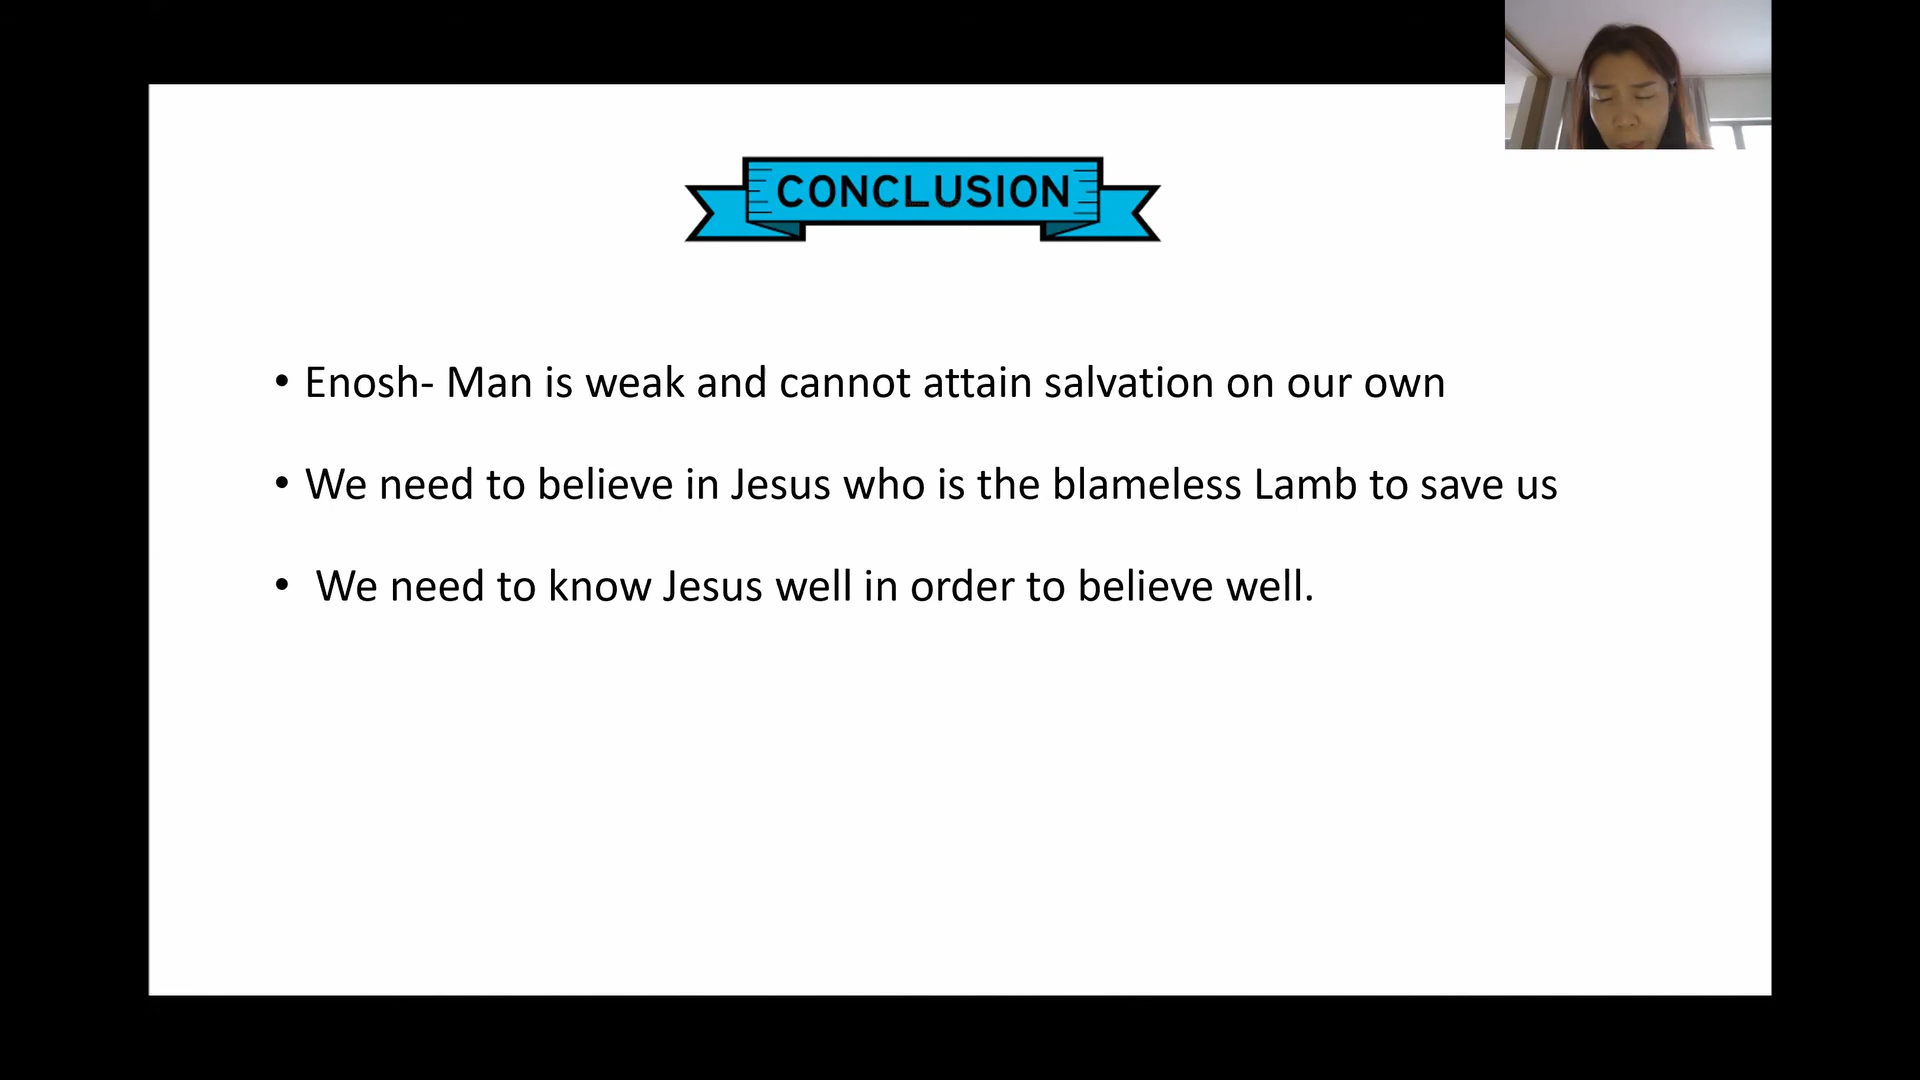 CONCLUSION
• Enosh- Man is weak and cannot attain salvation on our own
• We need to believe in Jesus who is the blameless Lamb to save us
• We need to know Jesus well in order to believe well.